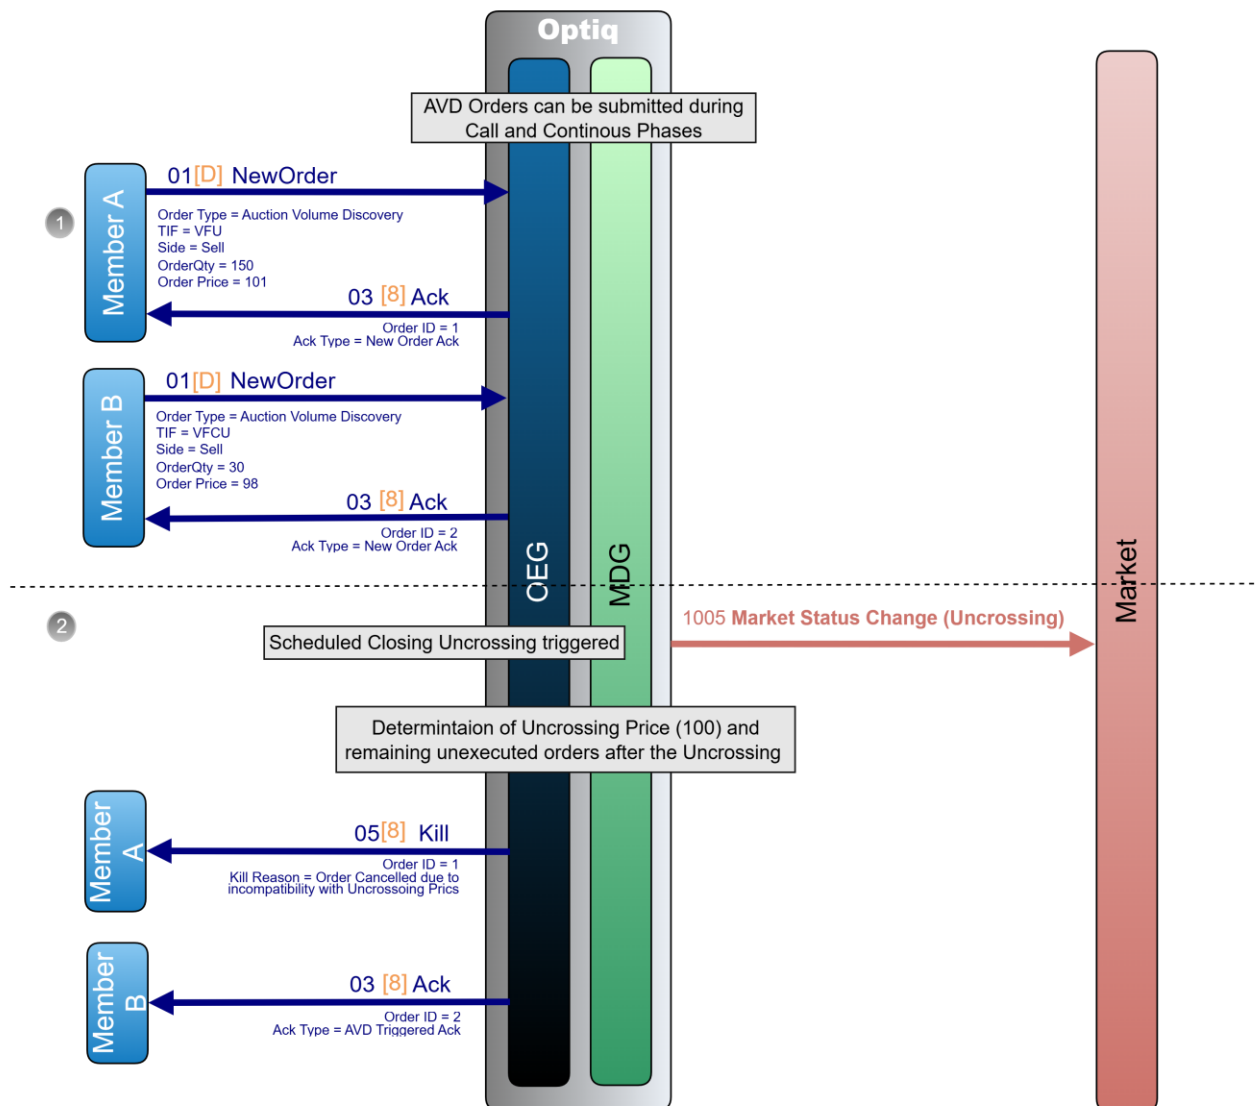 Optiq
AVD Orders can be submitted during
Call and Continous Phases
1
Member A
01[D] NewOrder
Order Type = Auction Volume Discovery
TIF = VFU
Side = Sell
OrderQty = 150
Order Price = 101
03 [8] Ack
Order ID = 1
Ack Type = New Order Ack
Member B
01[D] NewOrder
Order Type = Auction Volume Discovery
TIF = VFCU
Side = Sell
OrderQty = 30
Order Price = 98
03 [8] Ack
Order ID = 2
Ack Type = New Order Ack
OEG
MDG
Market
2
Scheduled Closing Uncrossing triggered
1005 Market Status Change (Uncrossing)
Determintaion of Uncrossing Price (100) and
remaining unexecuted orders after the Uncrossing
Member
A
05[8] Kill
Order ID = 1
Kill Reason = Order Cancelled due to
incompatibility with Uncrossoing Prics
Member
B
03 [8] Ack
Order ID = 2
Ack Type = AVD Triggered Ack